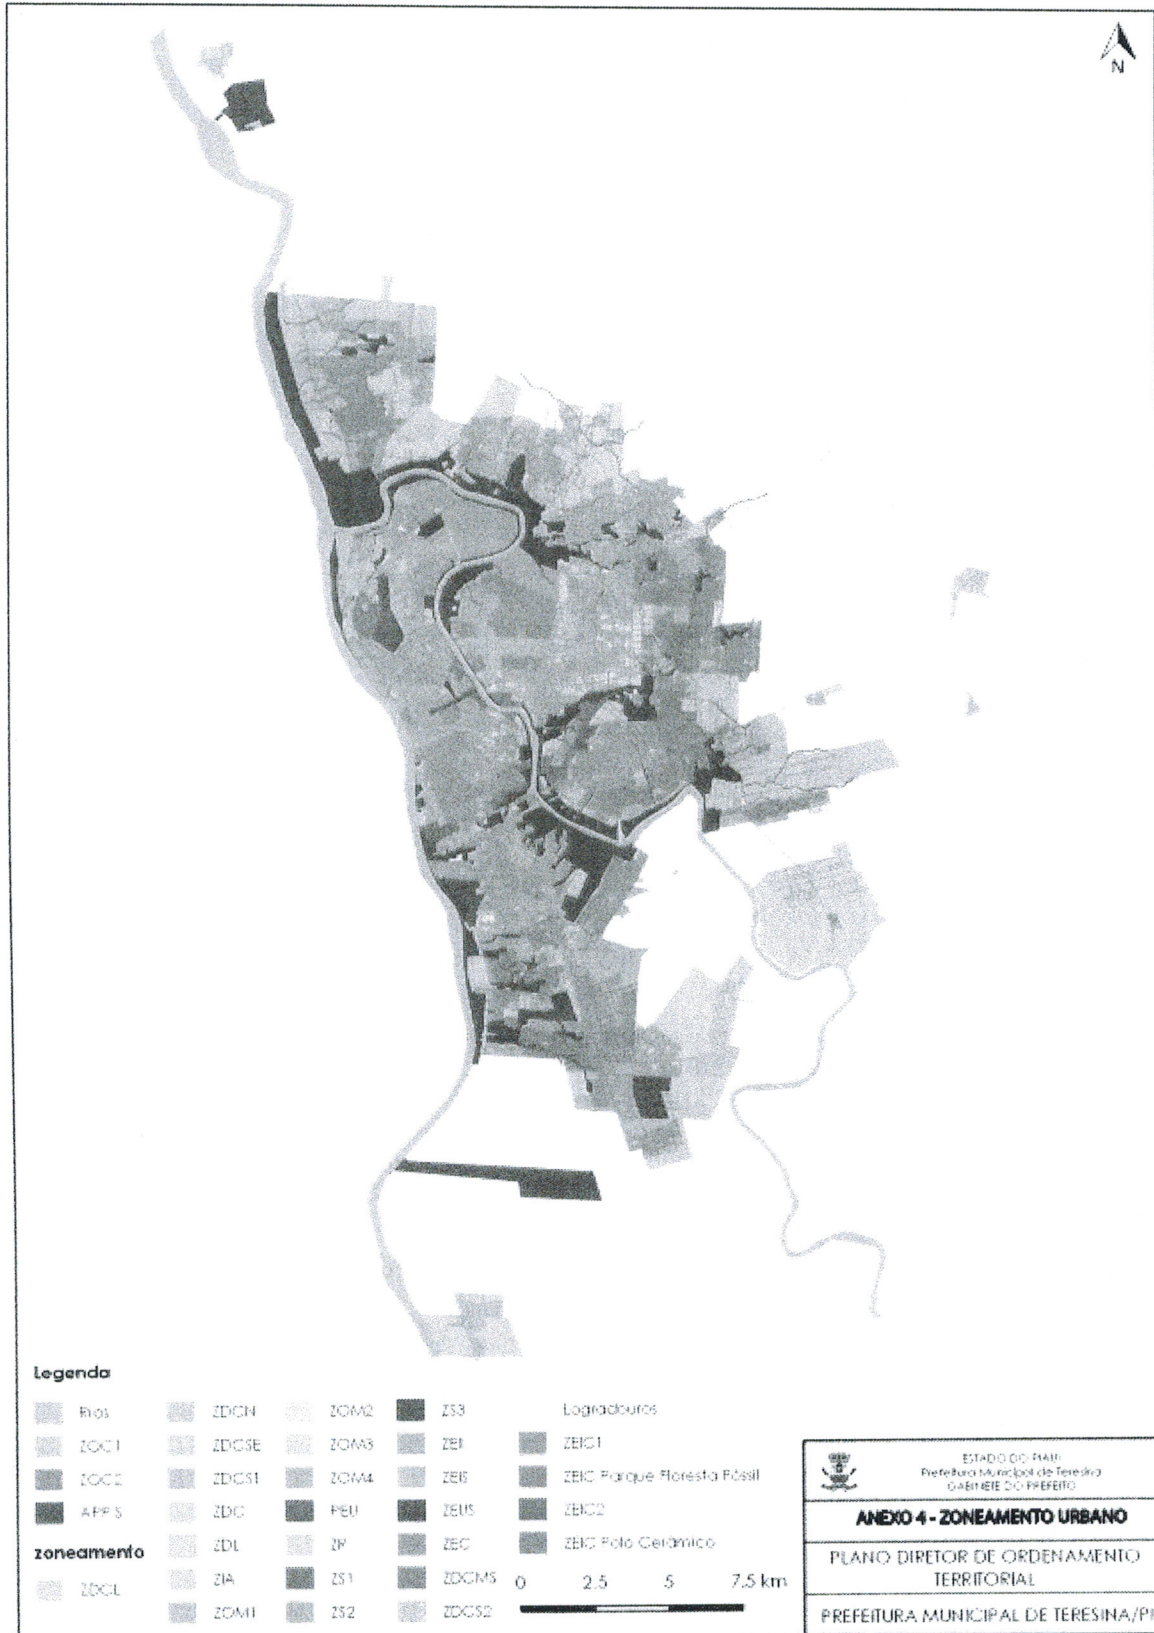 N
Legenda
Rios
ZOC1
ZOC2
APP S
zoneamento
ZDCL
ZDCN
ZDCSE
ZDCS1
ZDC
ZDL
ZIA
ZOM1
ZOM2
ZOM3
ZOM4
PEU
ZR
ZS1
ZS2
ZS3
ZEI
ZEIS
ZEUS
ZEC
ZDCMS
ZDCS2
Logradouros
ZEIC1
ZEIC Parque Floresta Fóssil
ZEIC2
ZEIC Polo Cerâmico
0 2.5 5 7.5 km
ESTADO DO PIAUÍ
Prefeitura Municipal de Teresina
GABINETE DO PREFEITO
ANEXO 4 - ZONEAMENTO URBANO
PLANO DIRETOR DE ORDENAMENTO
TERRITORIAL
PREFEITURA MUNICIPAL DE TERESINA/PI